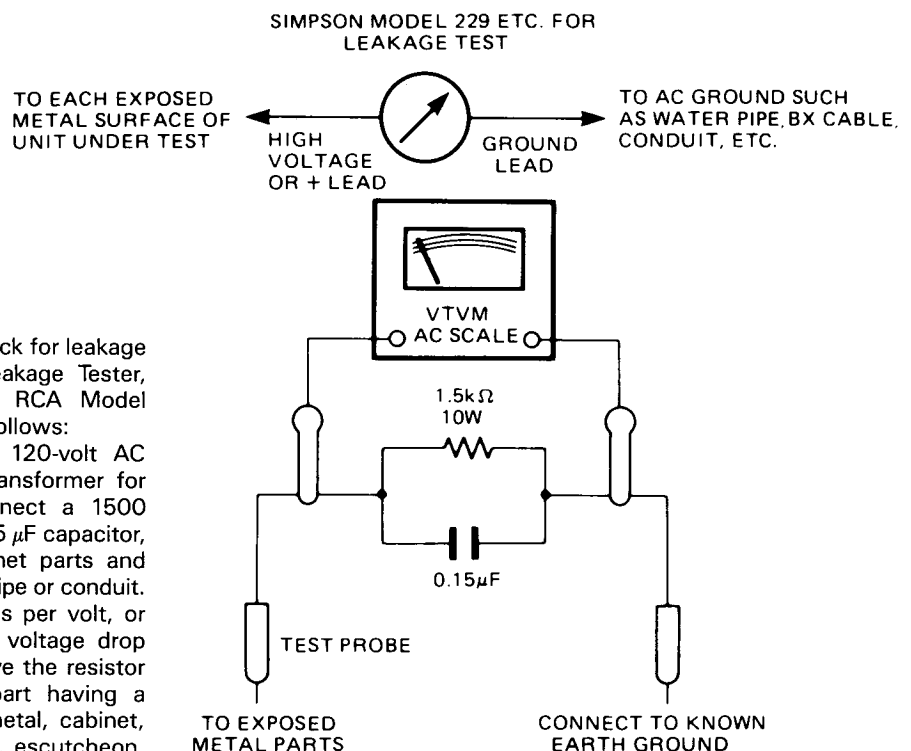 SIMPSON MODEL 229 ETC. FOR
LEAKAGE TEST
TO EACH EXPOSED
METAL SURFACE OF
UNIT UNDER TEST
HIGH
VOLTAGE
OR + LEAD
GROUND
LEAD
TO AC GROUND SUCH
AS WATER PIPE, BX CABLE,
CONDUIT, ETC.
VTVM
AC SCALE
1.5kΩ
10W
0.15μF
TEST PROBE
TO EXPOSED
METAL PARTS
CONNECT TO KNOWN
EARTH GROUND
ck for leakage
eakage Tester,
RCA Model
ollows:
120-volt AC
ransformer for
nect a 1500
5 μF capacitor,
net parts and
ipe or conduit.
s per volt, or
voltage drop
ve the resistor
art having a
netal, cabinet,
escutcheon,